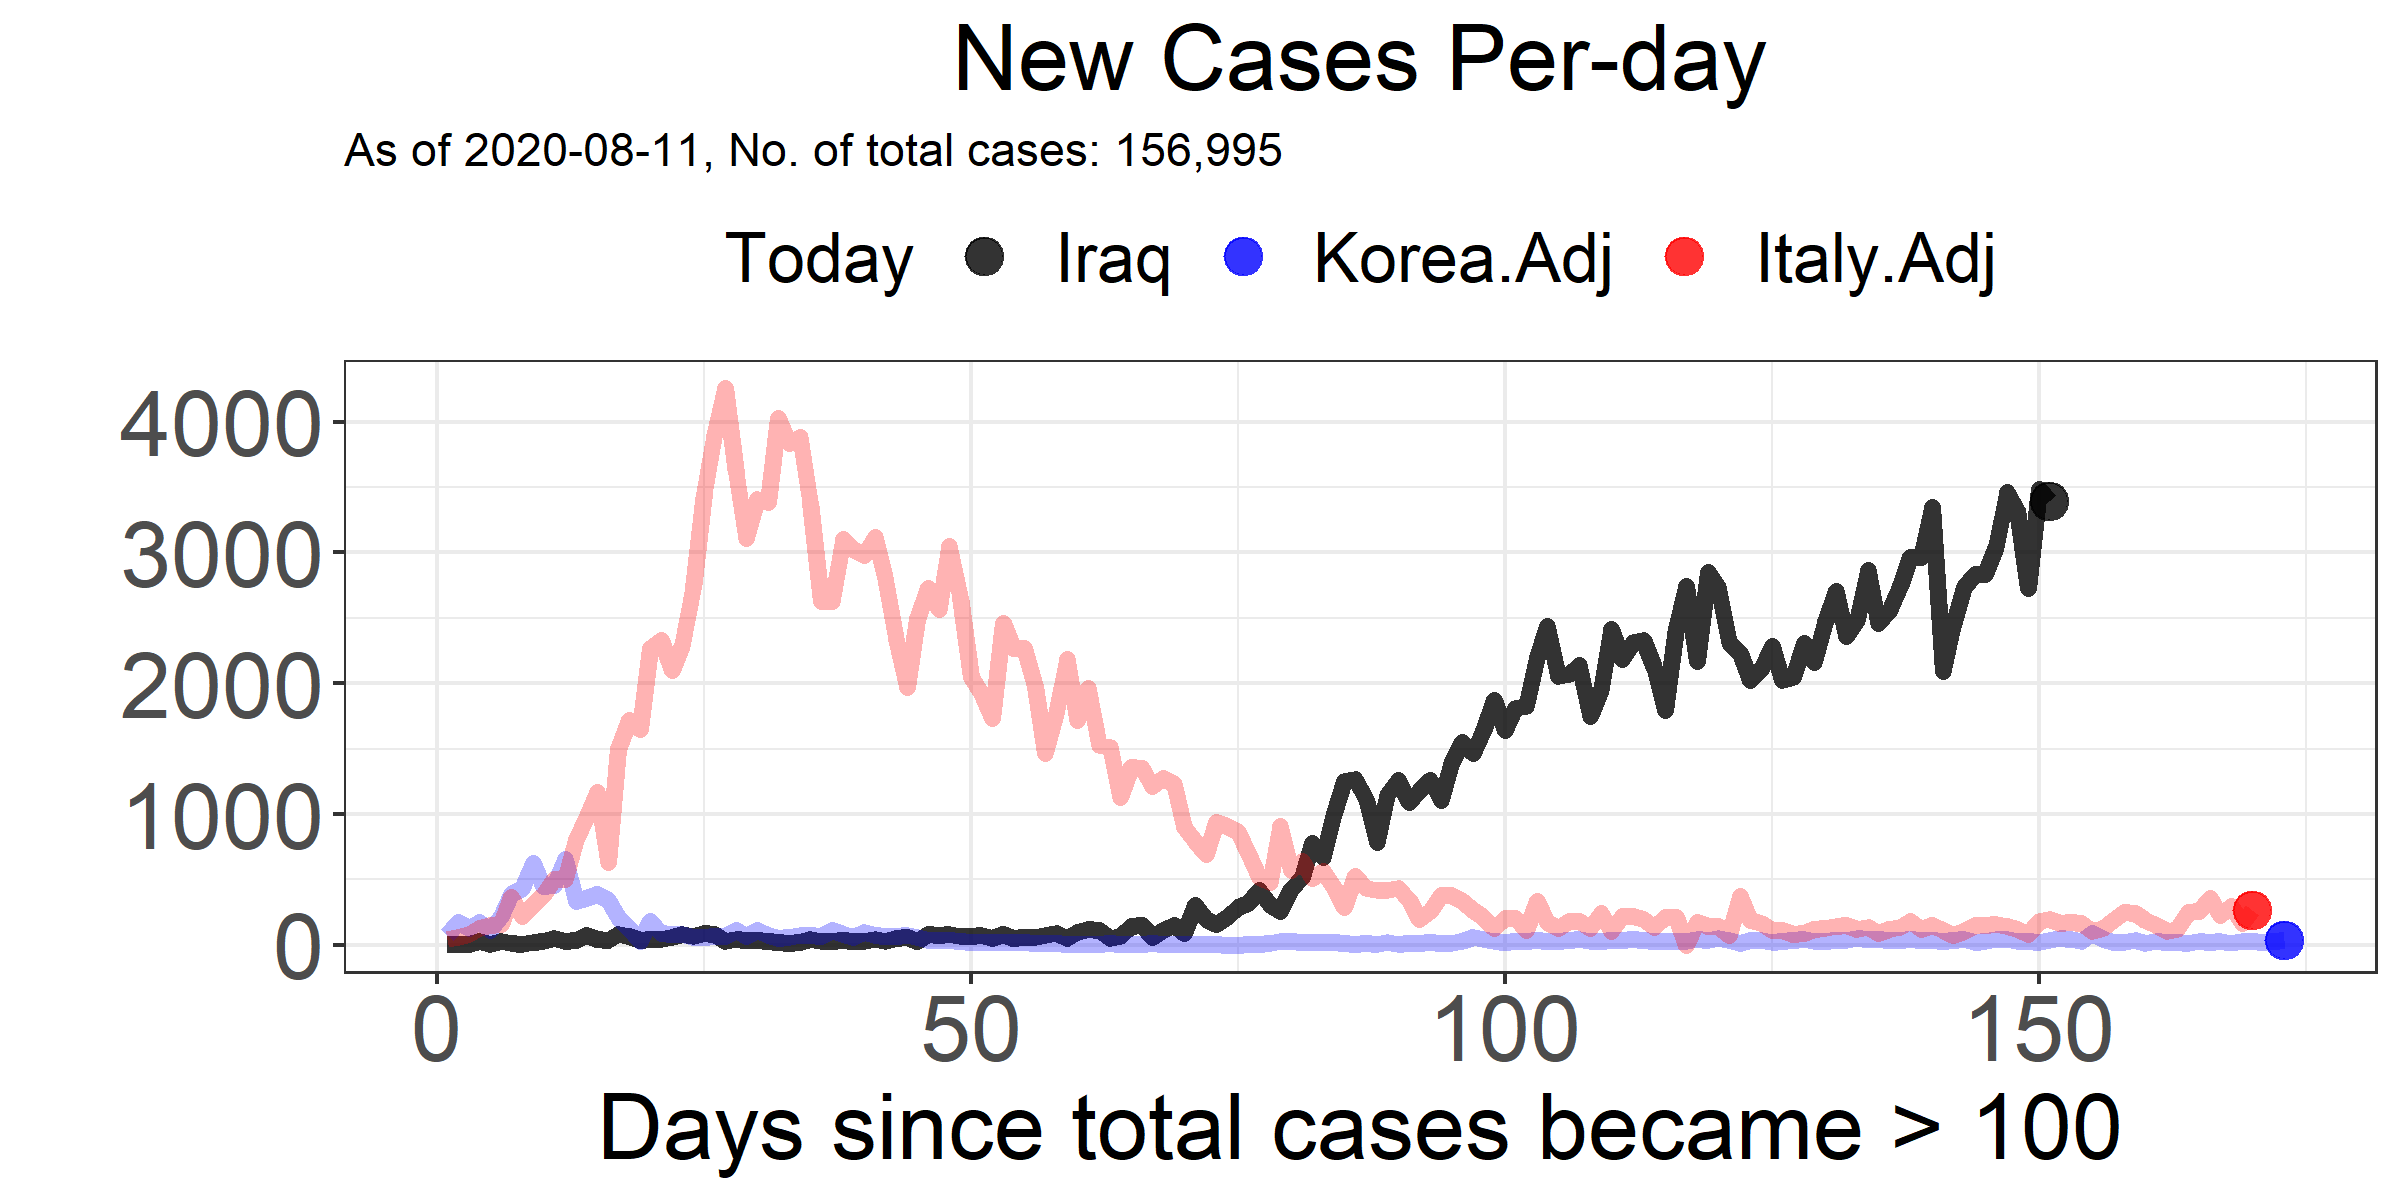 New Cases Per-day
As of 2020-08-11, No. of total cases: 156,995
Today Iraq Korea.Adj Italy.Adj
4000
3000
2000
1000
0
0 50 100 150
Days since total cases became > 100